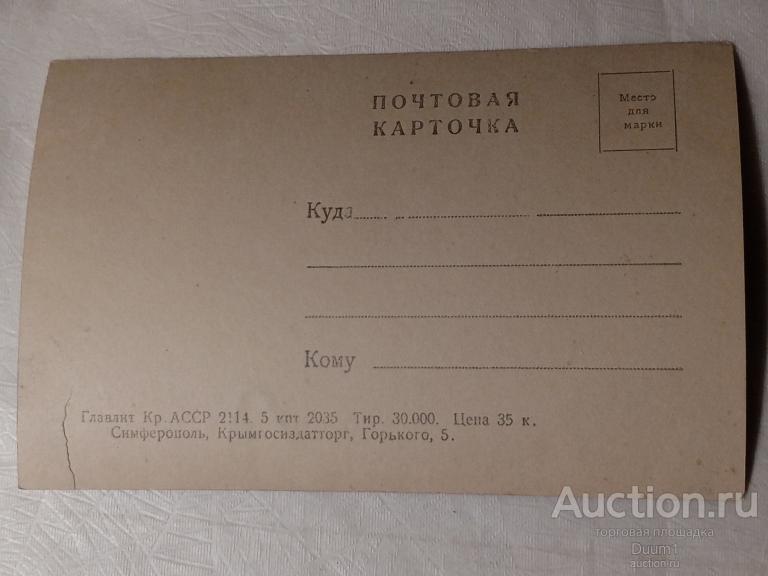 ПОЧТОВАЯ
КАРТОЧКА
Место
для
марки
Куда
Кому
Главлит Кр. АССР 2114. 5 кпт 2035 Тир. 30.000. Цена 35 к.
Симферополь, Крымгосиздатторг, Горького, 5.
Auction.ru
торговая площадка
Duum1
auction.ru